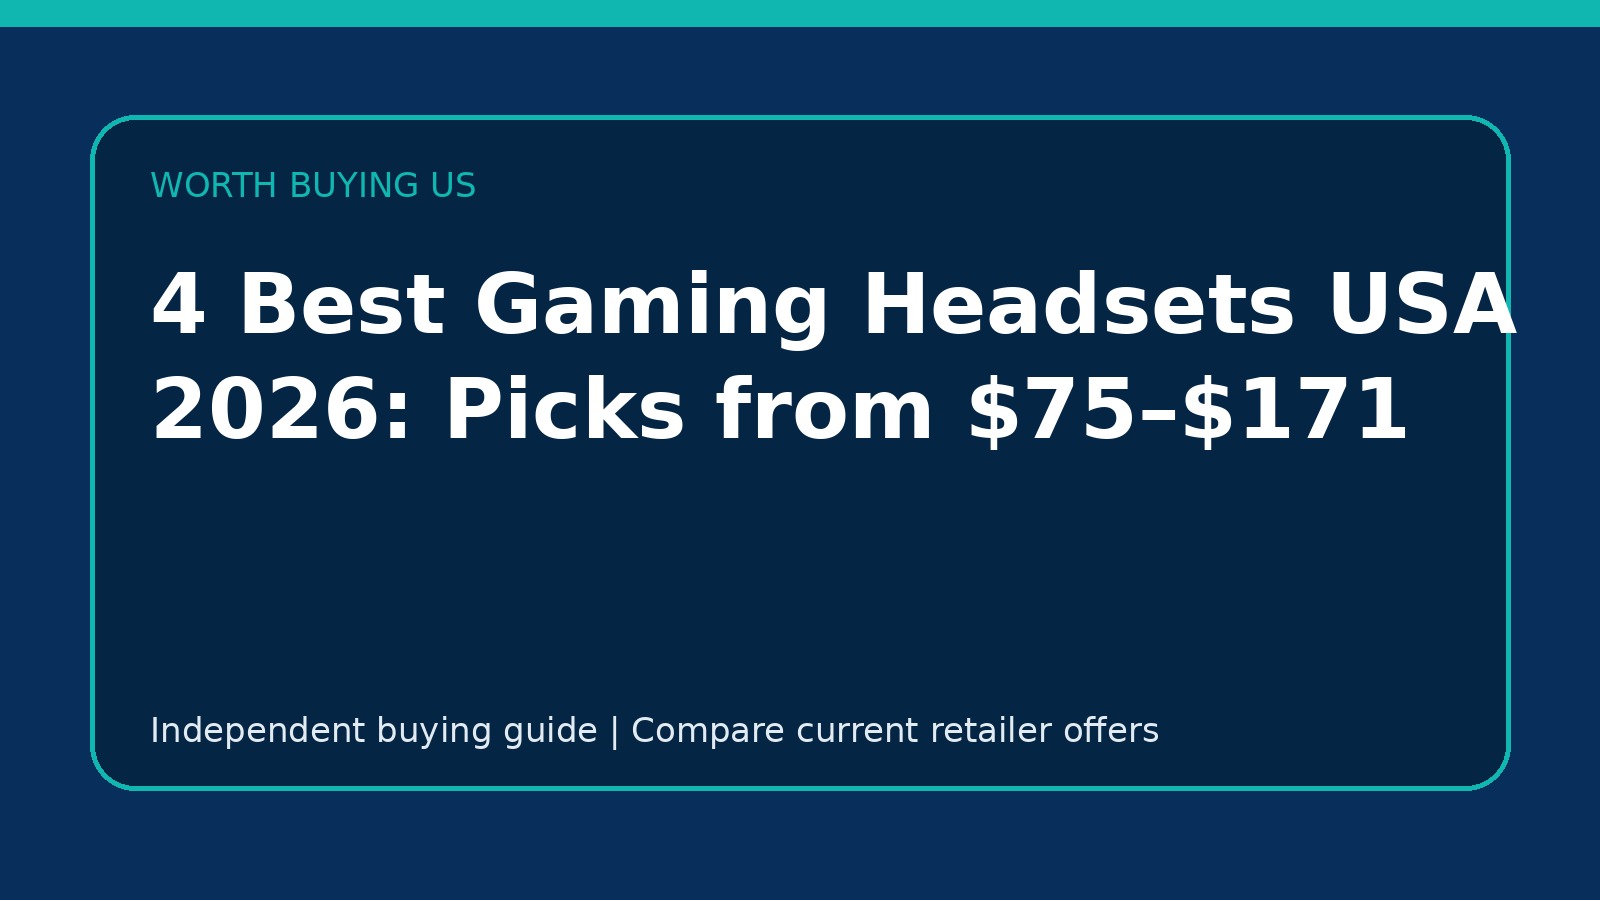 WORTH BUYING US
4 Best Gaming Headsets USA
2026: Picks from $75–$171
Independent buying guide | Compare current retailer offers